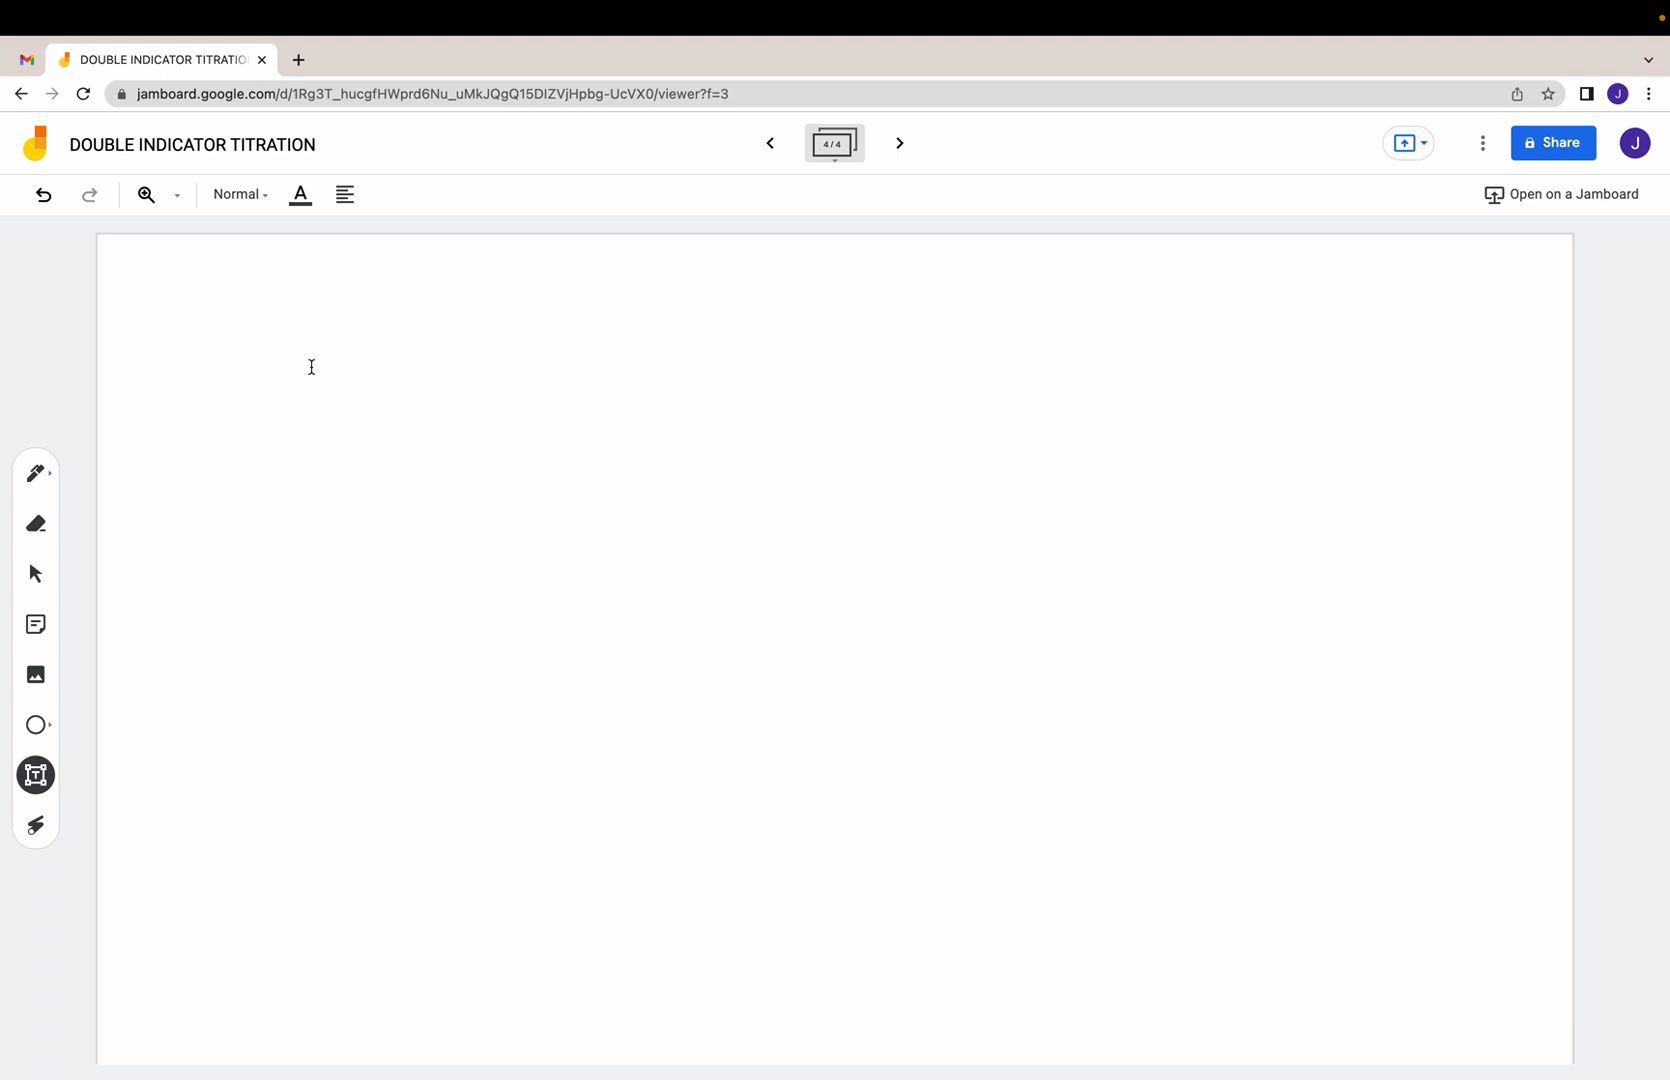 DOUBLE INDICATOR TITRATIO
jamboard.google.com/d/1Rg3T_hucgfHWprd6Nu_uMkJQgQ15DIZVjHpbg-UcVX0/viewer?f=3
J
DOUBLE INDICATOR TITRATION
4 / 4
Share
J
Normal
A
Open on a Jamboard
T